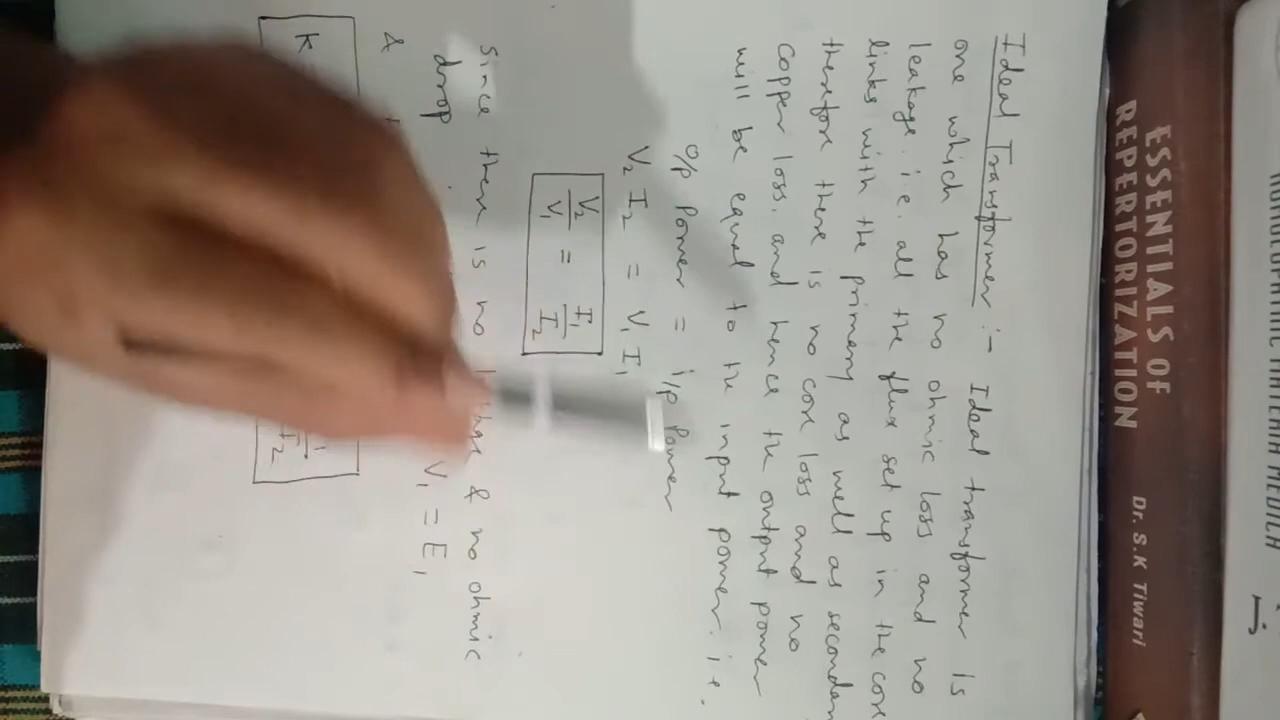 Ideal Transformer :- Ideal transformer is
one which has no ohmic loss and no
leakage. i.e. all the flux set up in the core
links with the primary as well as secondary
therefore there is no core loss and no
copper loss. and hence the output power
will be equal to the input power. i.e.
o/p Power = i/p Power
V₂ I₂ = V₁ I₁
V₂/V₁ = I₁/I₂
Since there is no & no ohmic
drop V₁ = E₁
&
K I₂
ESSENTIALS OF
REPERTORIZATION
Dr. S.K Tiwari
MATERIA MEDICA